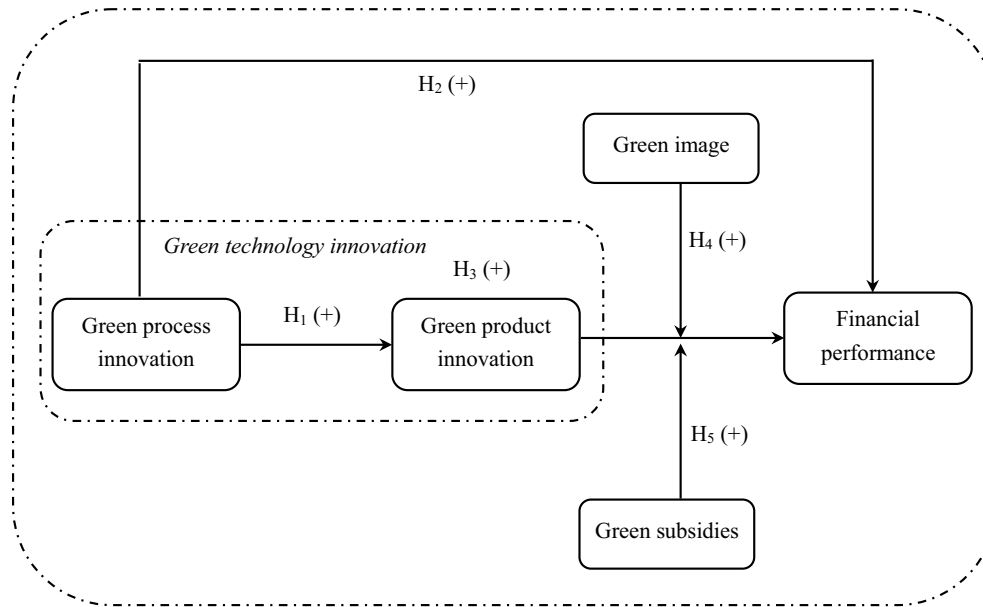 H₂ (+)
Green image
H₄ (+)
Green technology innovation
H₃ (+)
Green process
innovation
H₁ (+)
Green product
innovation
Financial
performance
H₅ (+)
Green subsidies